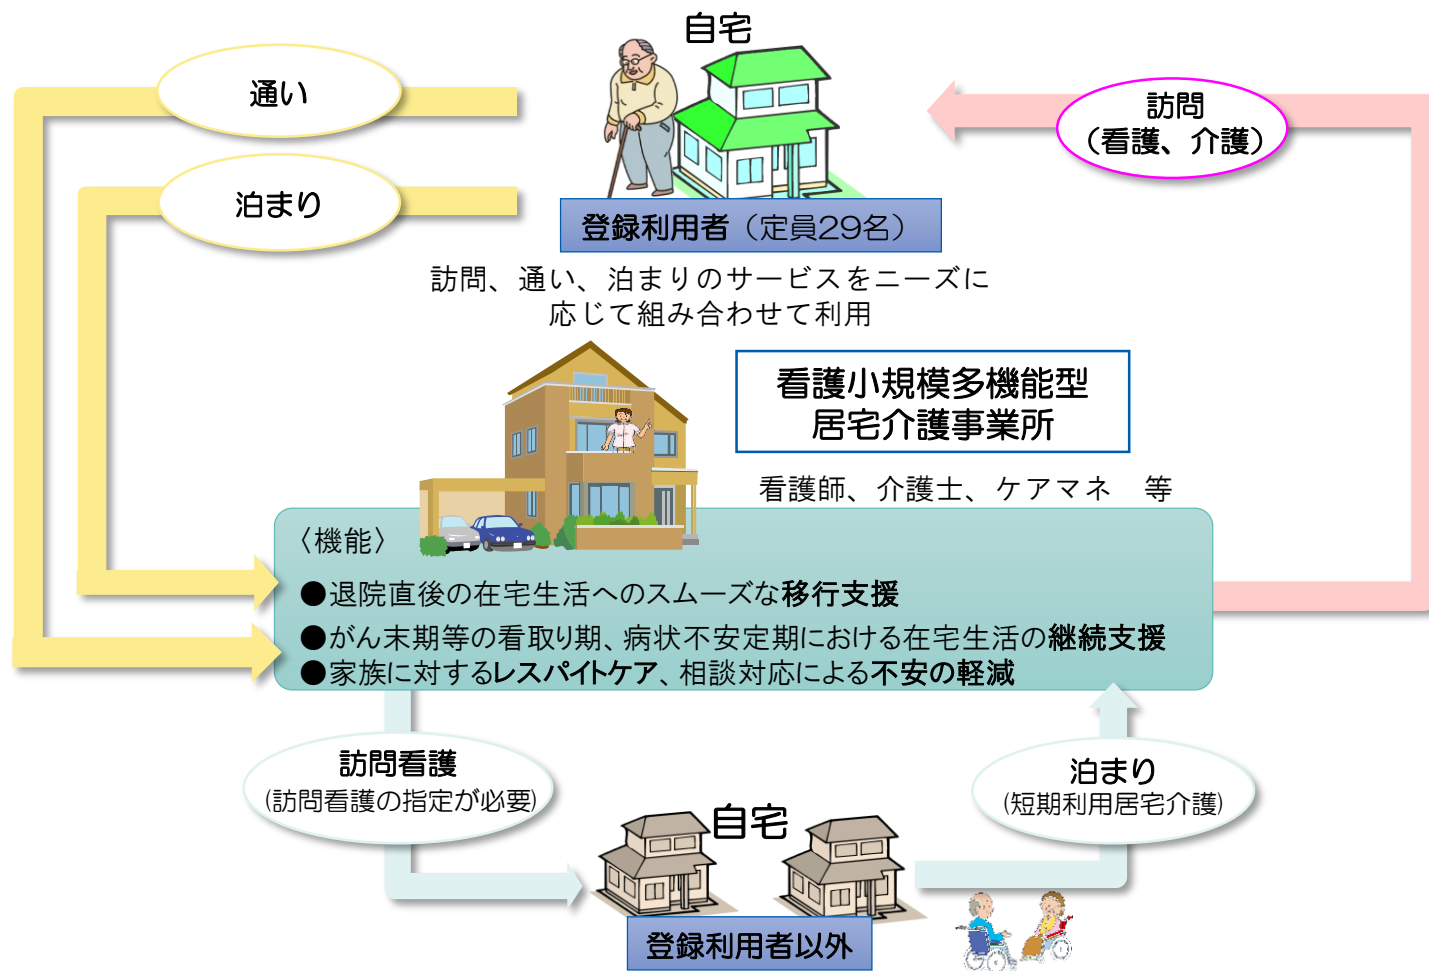 自宅
通い
訪問
（看護、介護）
泊まり
登録利用者（定員29名）
訪問、通い、泊まりのサービスをニーズに
応じて組み合わせて利用
看護小規模多機能型
居宅介護事業所
看護師、介護士、ケアマネ　等
〈機能〉
●退院直後の在宅生活へのスムーズな移行支援
●がん末期等の看取り期、病状不安定期における在宅生活の継続支援
●家族に対するレスパイトケア、相談対応による不安の軽減
訪問看護
(訪問看護の指定が必要)
泊まり
(短期利用居宅介護)
自宅
登録利用者以外